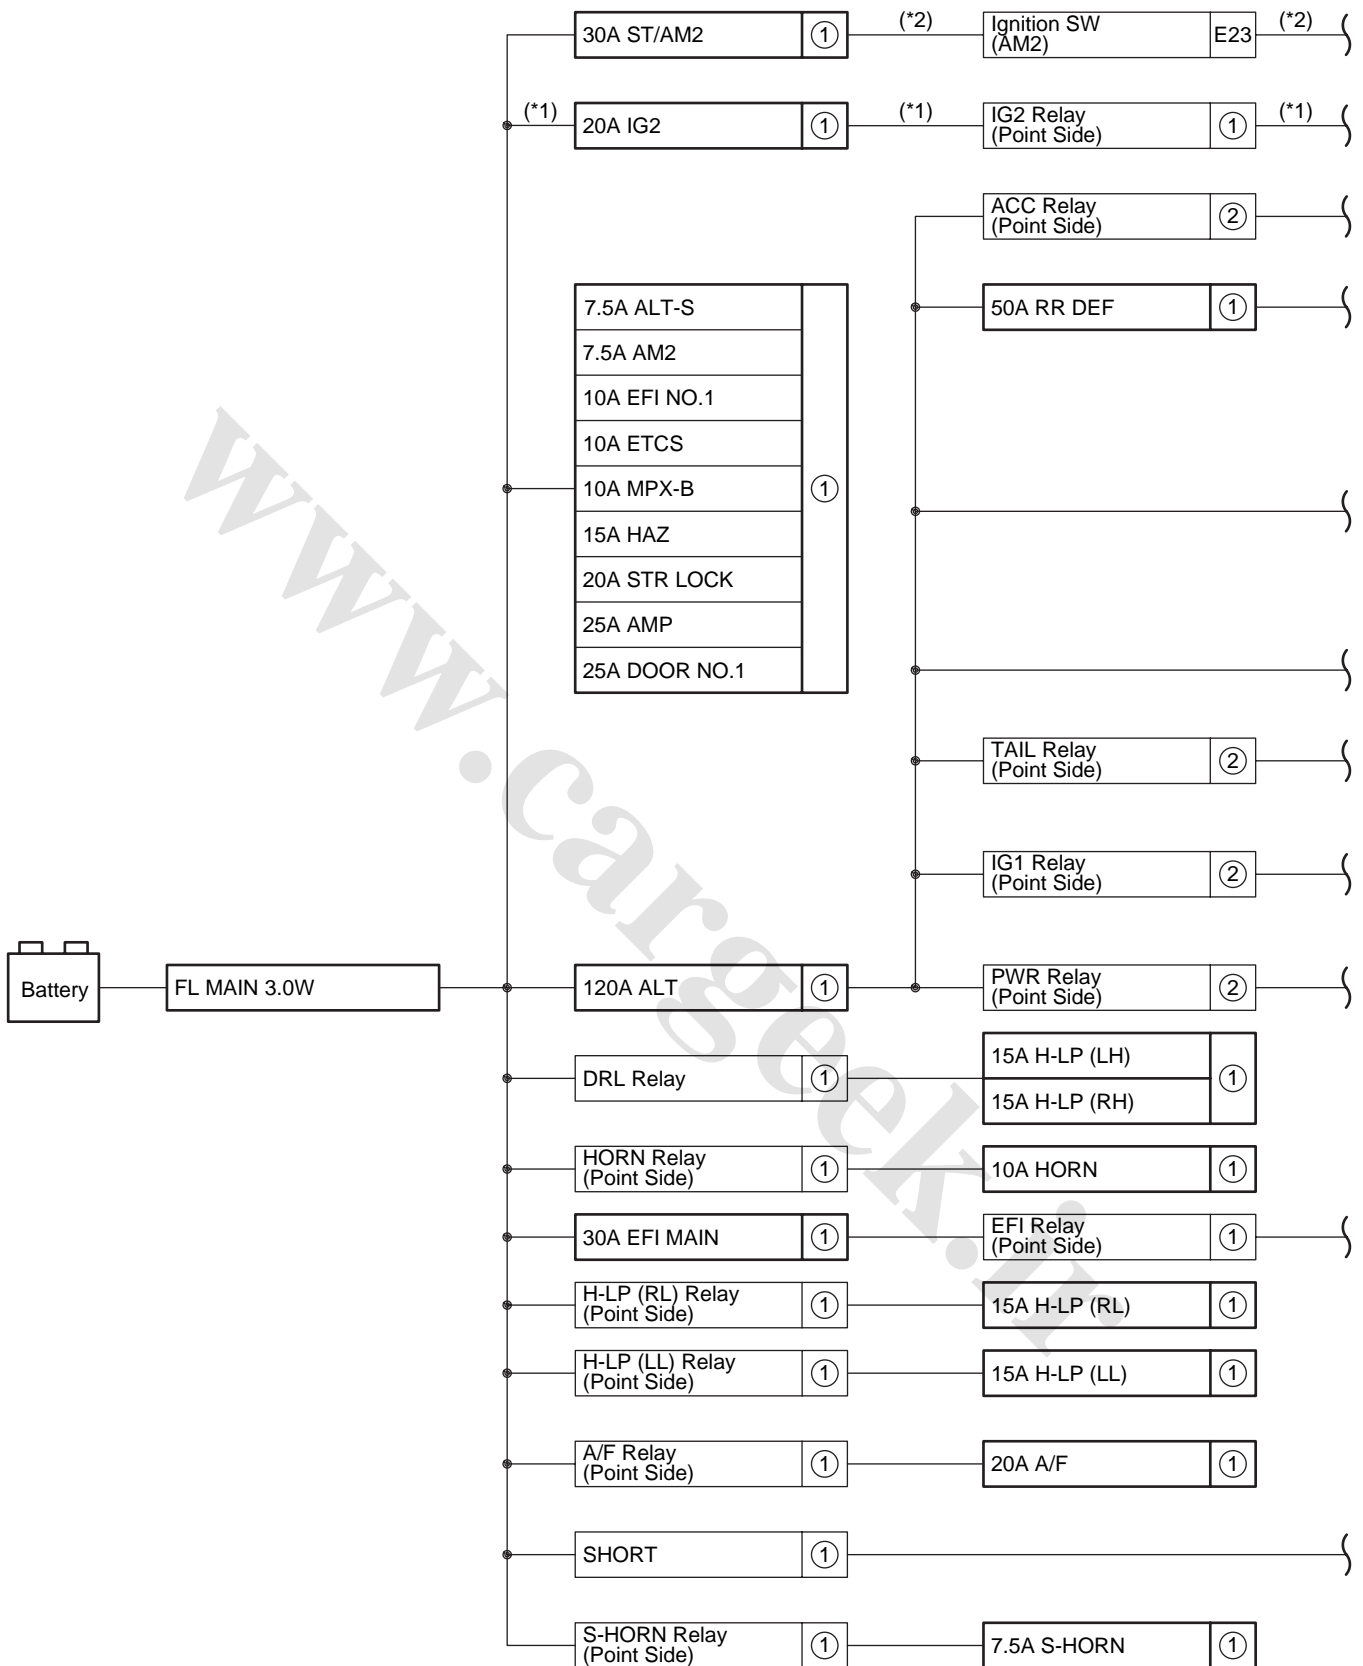 30A ST/AM2 ① (*2) Ignition SW (AM2) E23 (*2)
(*1) 20A IG2 ① (*1) IG2 Relay (Point Side) ① (*1)
ACC Relay (Point Side) ②
50A RR DEF ①
7.5A ALT-S
7.5A AM2
10A EFI NO.1
10A ETCS
10A MPX-B ①
15A HAZ
20A STR LOCK
25A AMP
25A DOOR NO.1
TAIL Relay (Point Side) ②
IG1 Relay (Point Side) ②
Battery FL MAIN 3.0W 120A ALT ① PWR Relay (Point Side) ②
DRL Relay ① 15A H-LP (LH) ①
15A H-LP (RH)
HORN Relay (Point Side) ① 10A HORN ①
30A EFI MAIN ① EFI Relay (Point Side) ①
H-LP (RL) Relay (Point Side) ① 15A H-LP (RL) ①
H-LP (LL) Relay (Point Side) ① 15A H-LP (LL) ①
A/F Relay (Point Side) ① 20A A/F ①
SHORT ①
S-HORN Relay (Point Side) ① 7.5A S-HORN ①
www.cargeek.ir